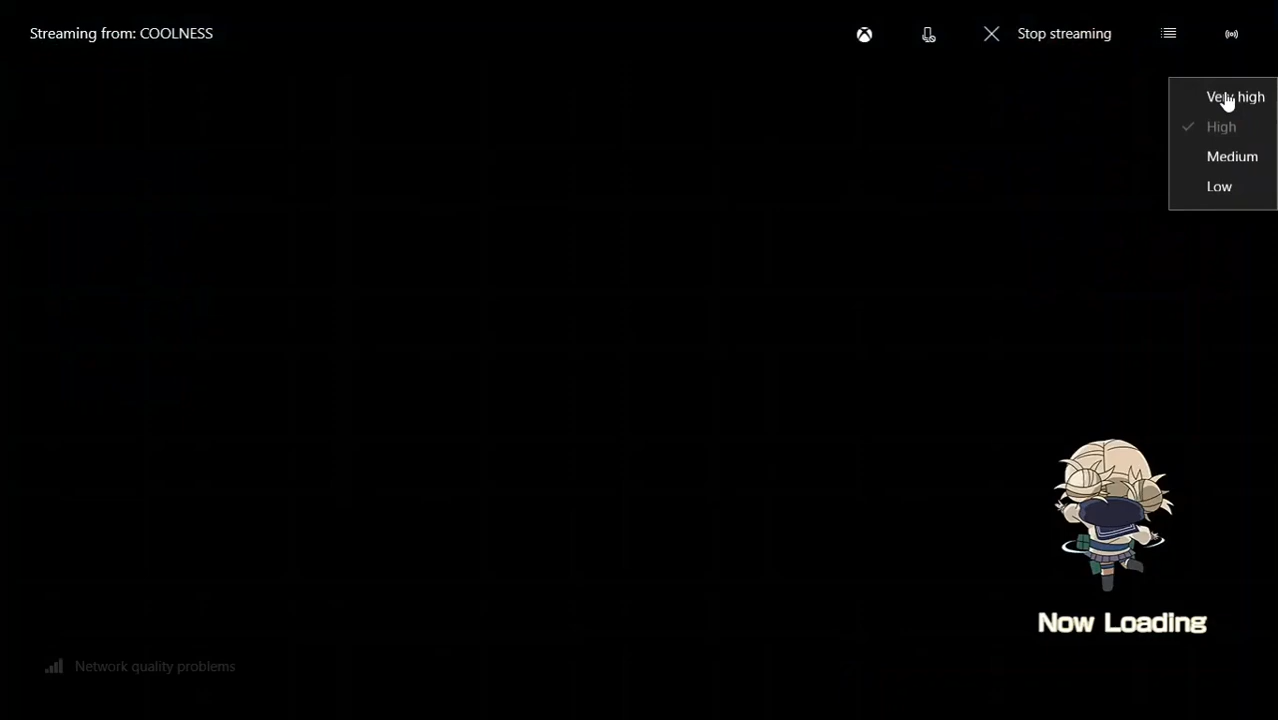 Streaming from: COOLNESS
Stop streaming
Very high
High
Medium
Low
Now Loading
Network quality problems